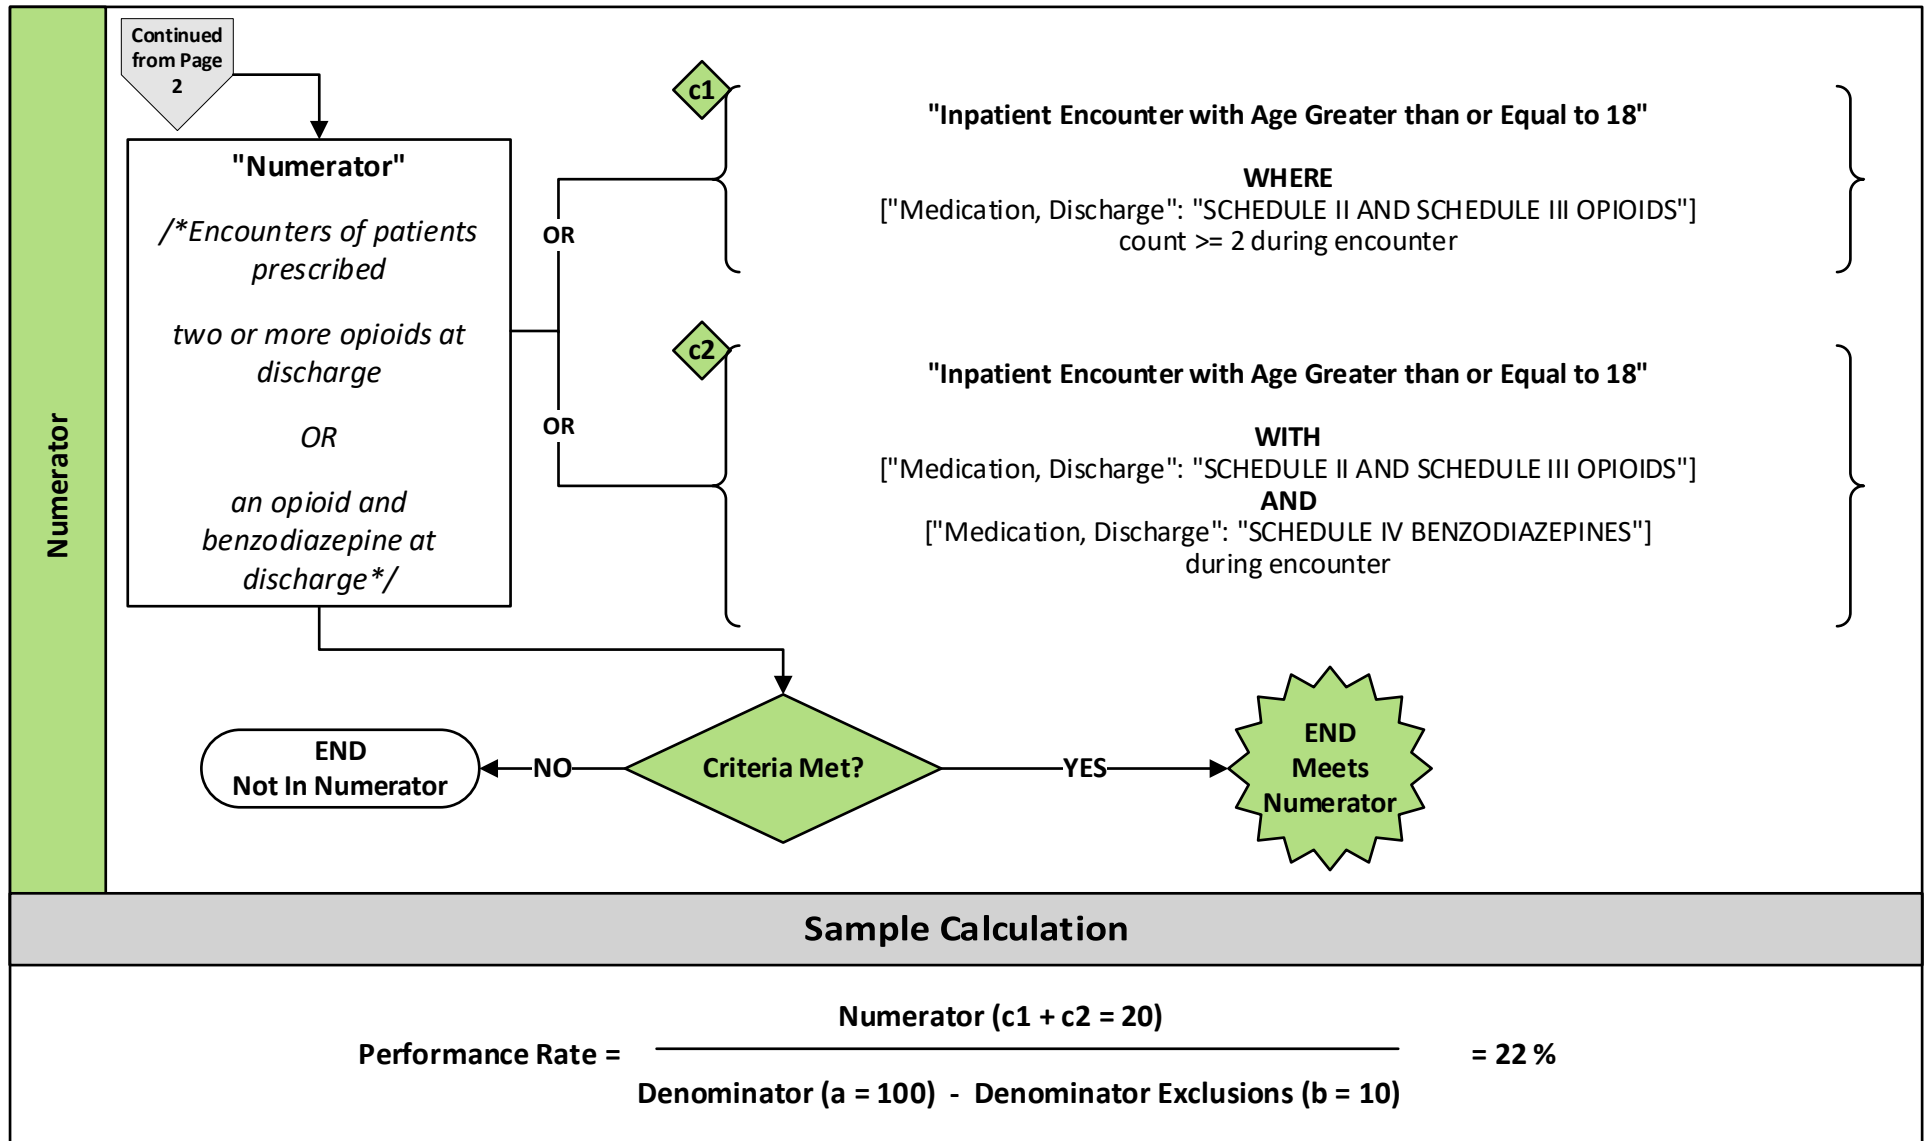 Continued
from Page
2
Numerator
"Numerator"
/*Encounters of patients
prescribed
two or more opioids at
discharge
OR
an opioid and
benzodiazepine at
discharge*/
OR
OR
c1
"Inpatient Encounter with Age Greater than or Equal to 18"
WHERE
["Medication, Discharge": "SCHEDULE II AND SCHEDULE III OPIOIDS"]
count >= 2 during encounter
c2
"Inpatient Encounter with Age Greater than or Equal to 18"
WITH
["Medication, Discharge": "SCHEDULE II AND SCHEDULE III OPIOIDS"]
AND
["Medication, Discharge": "SCHEDULE IV BENZODIAZEPINES"]
during encounter
END
Not In Numerator
NO
Criteria Met?
YES
END
Meets
Numerator
Sample Calculation
Numerator (c1 + c2 = 20)
Performance Rate = = 22 %
Denominator (a = 100) - Denominator Exclusions (b = 10)